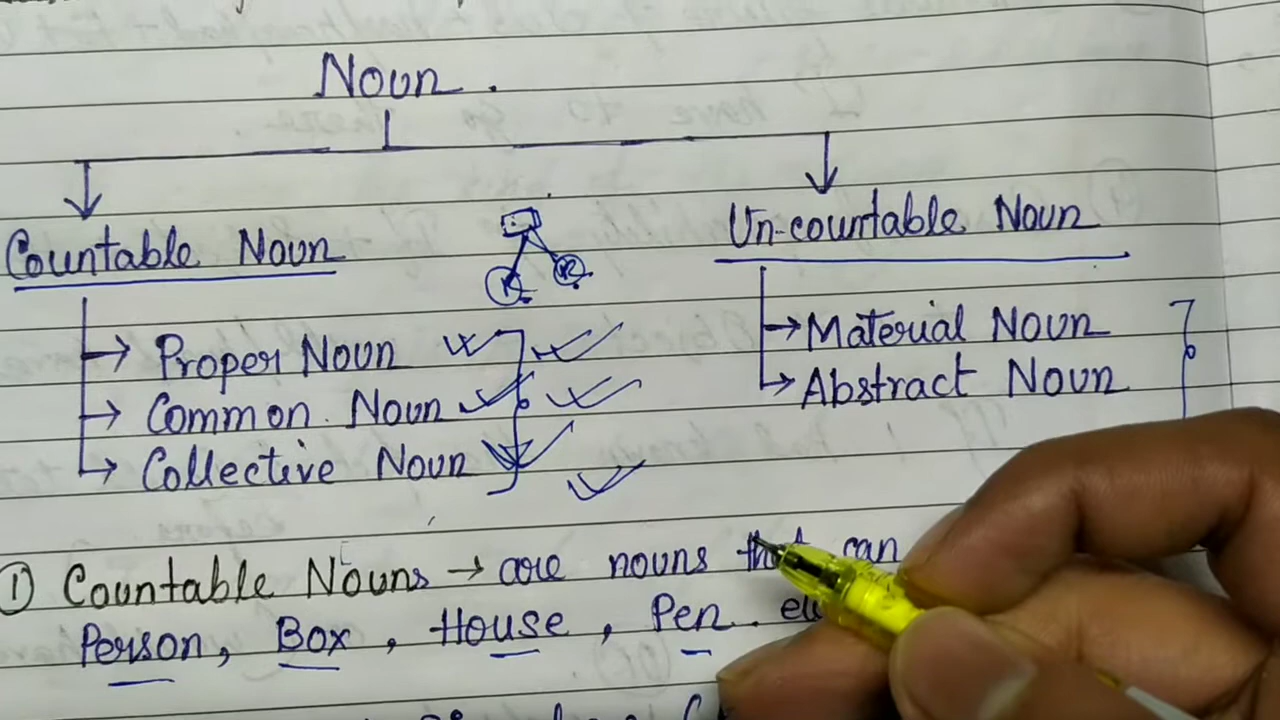 Noun.
Countable Noun
Un-countable Noun
→ Proper Noun
→ Common Noun
→ Collective Noun
→ Material Noun
→ Abstract Noun
① Countable Nouns → are nouns that can
Person, Box, House, Pen.